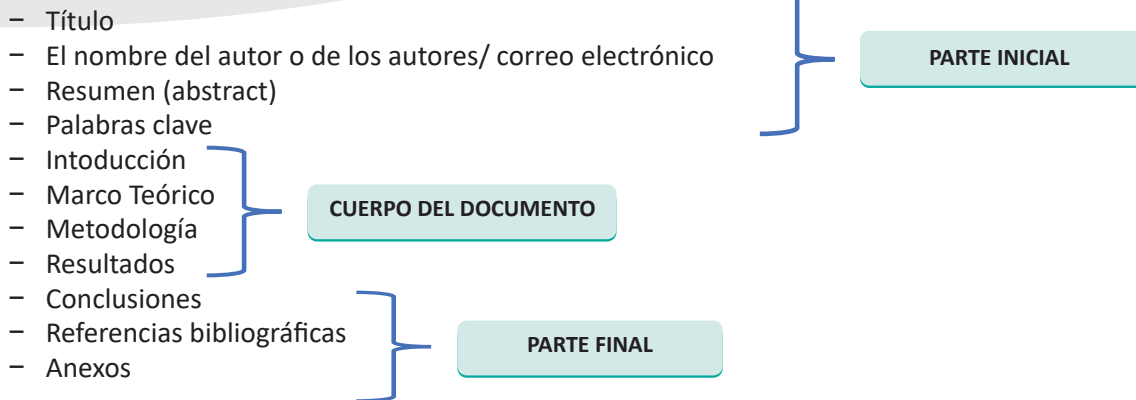 – Título
– El nombre del autor o de los autores/ correo electrónico
PARTE INICIAL
– Resumen (abstract)
– Palabras clave
– Intoducción
– Marco Teórico
CUERPO DEL DOCUMENTO
– Metodología
– Resultados
– Conclusiones
– Referencias bibliográficas
PARTE FINAL
– Anexos